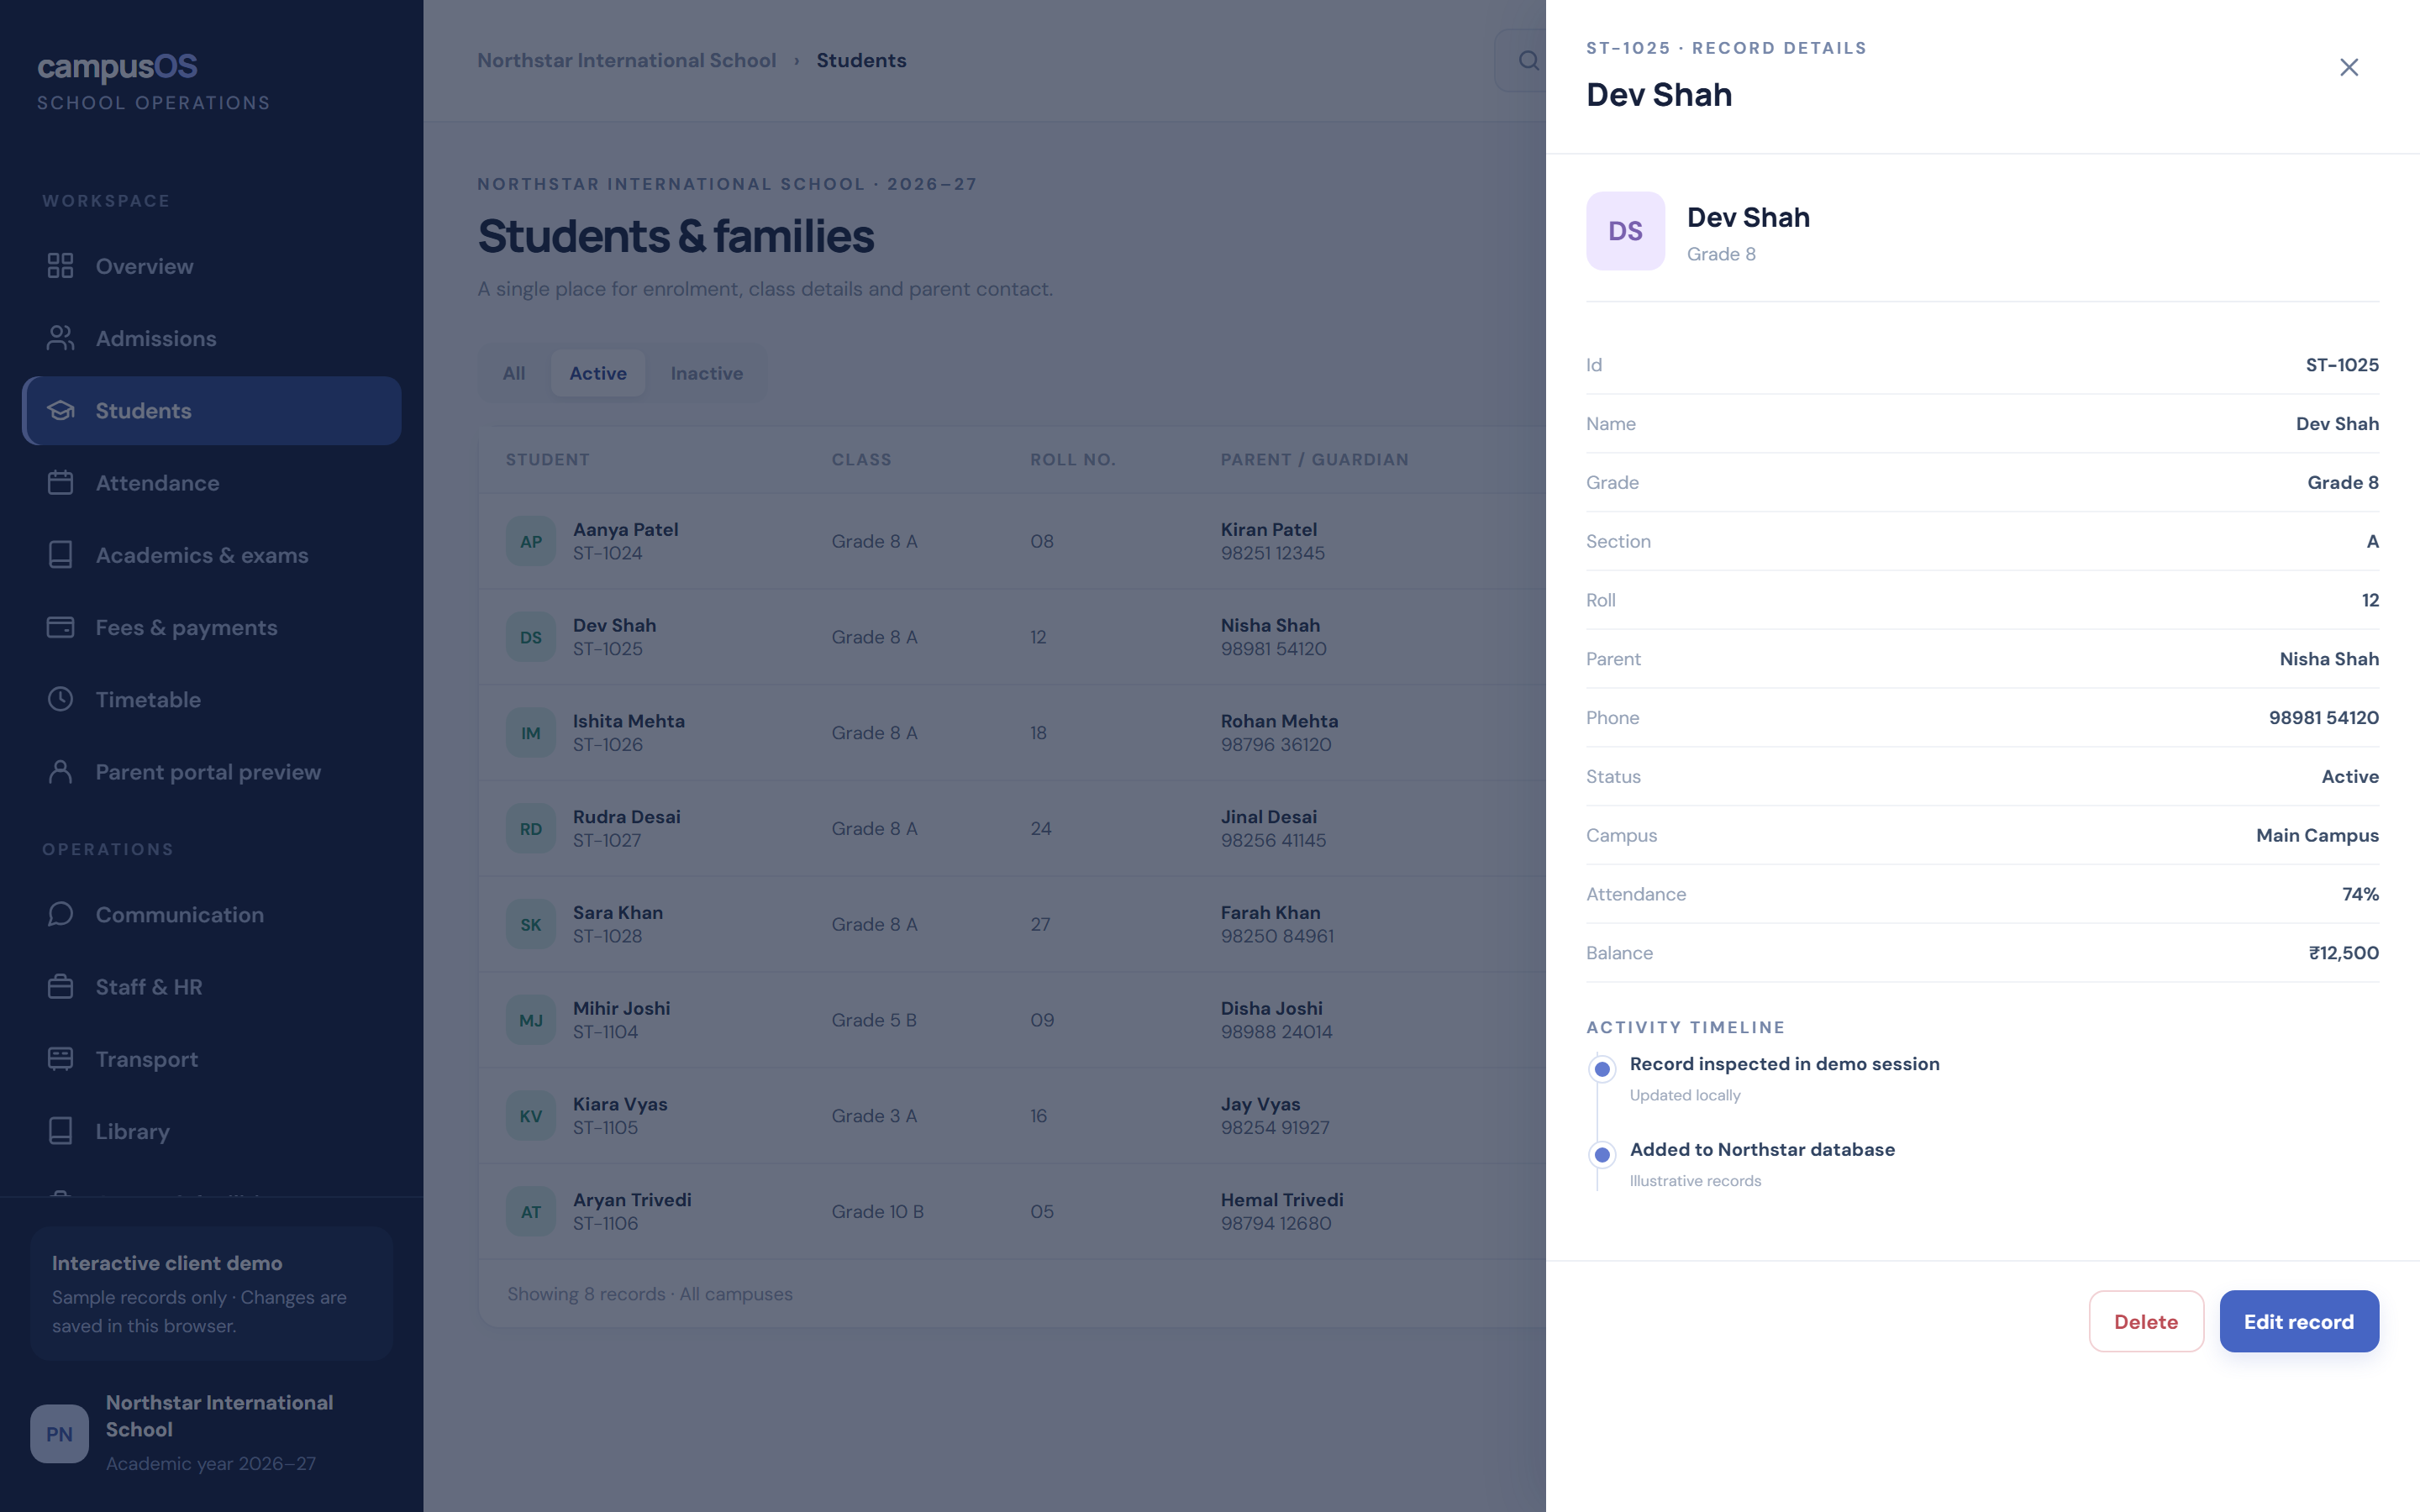 campusOS
SCHOOL OPERATIONS
WORKSPACE
Overview
Admissions
Students
Attendance
Academics & exams
Fees & payments
Timetable
Parent portal preview
OPERATIONS
Communication
Staff & HR
Transport
Library
Interactive client demo
Sample records only · Changes are
saved in this browser.
PN
Northstar International
School
Academic year 2026–27
Northstar International School › Students
NORTHSTAR INTERNATIONAL SCHOOL · 2026–27
Students & families
A single place for enrolment, class details and parent contact.
All Active Inactive
STUDENT CLASS ROLL NO. PARENT / GUARDIAN
AP Aanya Patel Grade 8 A 08 Kiran Patel
ST-1024 98251 12345
DS Dev Shah Grade 8 A 12 Nisha Shah
ST-1025 98981 54120
IM Ishita Mehta Grade 8 A 18 Rohan Mehta
ST-1026 98796 36120
RD Rudra Desai Grade 8 A 24 Jinal Desai
ST-1027 98256 41145
SK Sara Khan Grade 8 A 27 Farah Khan
ST-1028 98250 84961
MJ Mihir Joshi Grade 5 B 09 Disha Joshi
ST-1104 98988 24014
KV Kiara Vyas Grade 3 A 16 Jay Vyas
ST-1105 98254 91927
AT Aryan Trivedi Grade 10 B 05 Hemal Trivedi
ST-1106 98794 12680
Showing 8 records · All campuses
ST-1025 · RECORD DETAILS
Dev Shah
DS
Dev Shah
Grade 8
Id ST-1025
Name Dev Shah
Grade Grade 8
Section A
Roll 12
Parent Nisha Shah
Phone 98981 54120
Status Active
Campus Main Campus
Attendance 74%
Balance ₹12,500
ACTIVITY TIMELINE
Record inspected in demo session
Updated locally
Added to Northstar database
Illustrative records
Delete Edit record